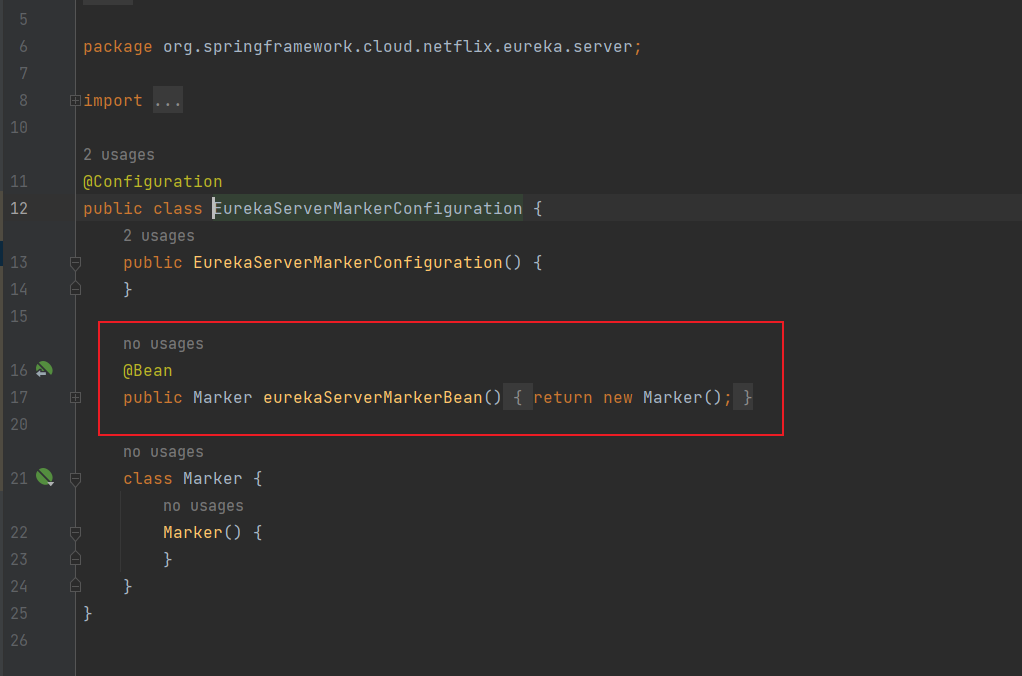 5
6 package org.springframework.cloud.netflix.eureka.server;
7
8 import ...
10
2 usages
11 @Configuration
12 public class EurekaServerMarkerConfiguration {
2 usages
13 public EurekaServerMarkerConfiguration() {
14 }
15
no usages
16 @Bean
17 public Marker eurekaServerMarkerBean() { return new Marker(); }
20
no usages
21 class Marker {
no usages
22 Marker() {
23 }
24 }
25 }
26